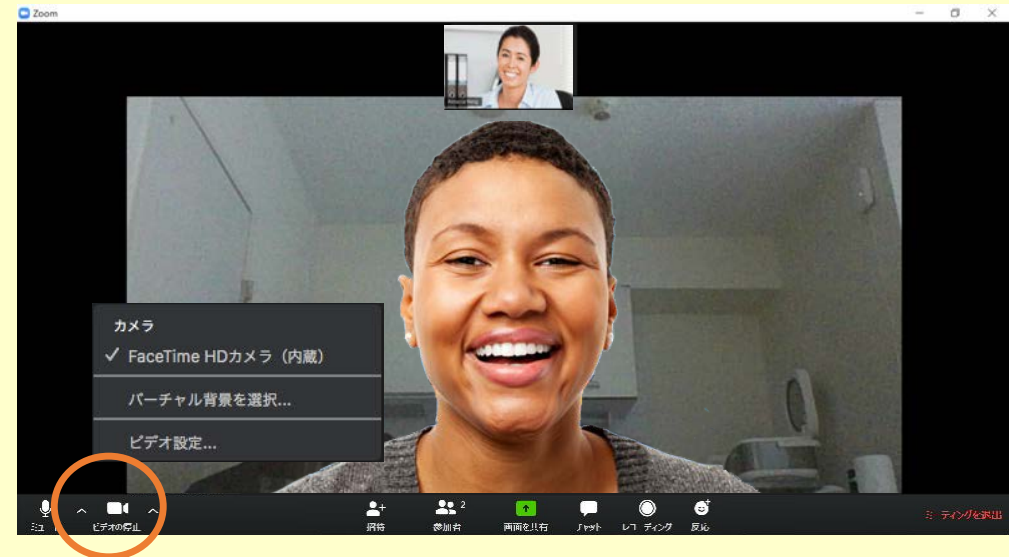 Zoom
カメラ
✓ FaceTime HDカメラ（内蔵）
バーチャル背景を選択...
ビデオ設定...
ビデオの停止
招待
参加者 2
画面を共有
チャット
反応